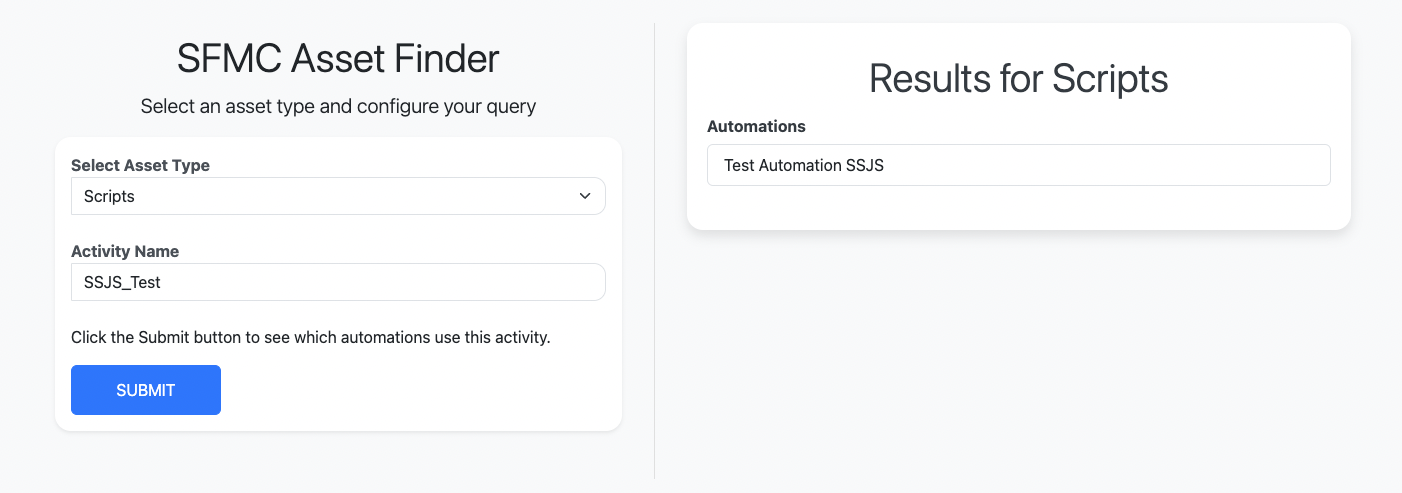 SFMC Asset Finder
Select an asset type and configure your query
Select Asset Type
Scripts
Activity Name
SSJS_Test
Click the Submit button to see which automations use this activity.
SUBMIT
Results for Scripts
Automations
Test Automation SSJS